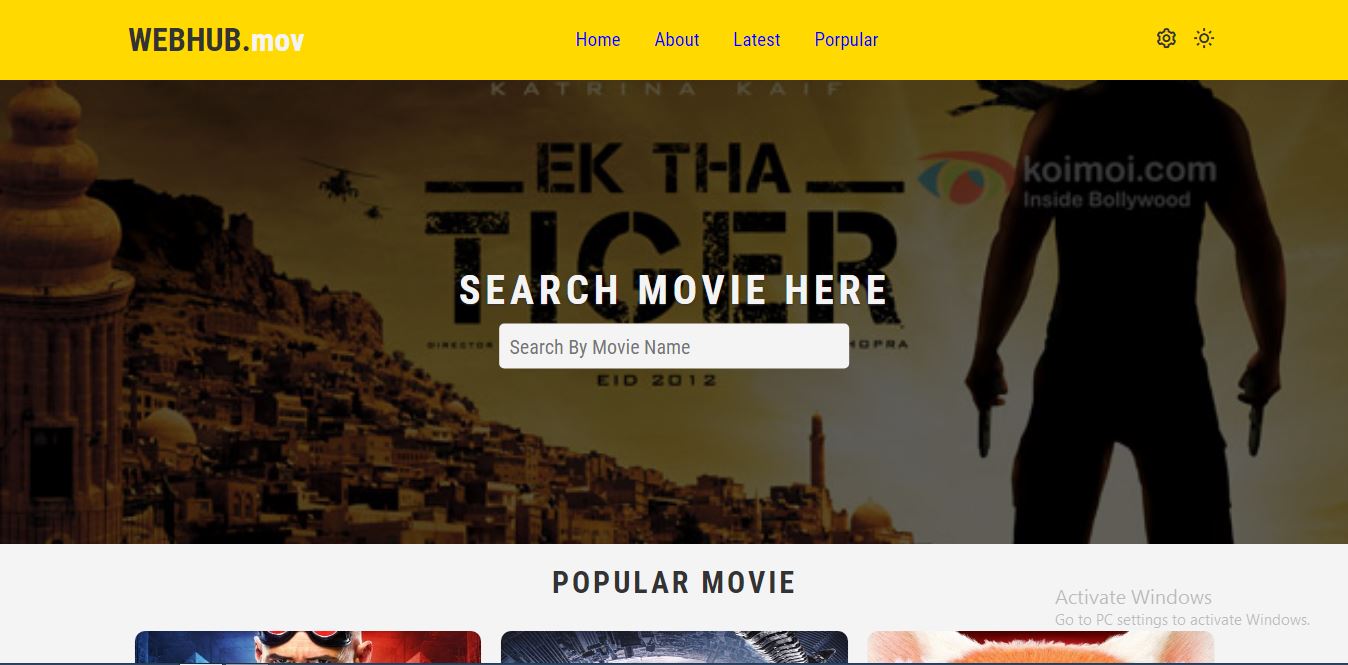 WEBHUB.mov
Home About Latest Porpular
KATRINA KAIF
EK THA
TIGER
koimoi.com
Inside Bollywood
SEARCH MOVIE HERE
Search By Movie Name
DIRECTOR
HOPRA
EID 2012
POPULAR MOVIE
Activate Windows
Go to PC settings to activate Windows.